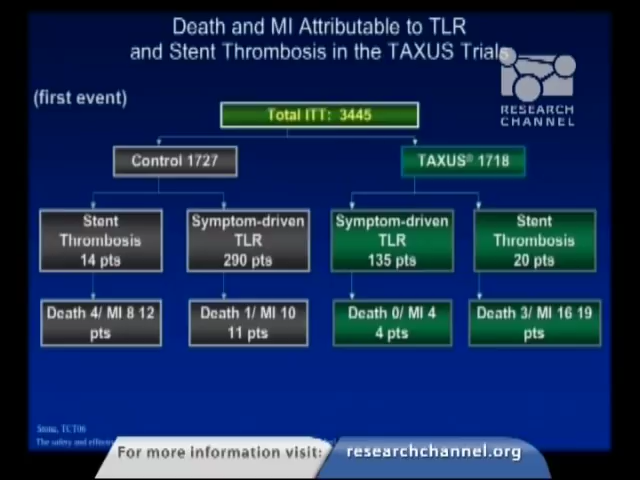 Death and MI Attributable to TLR
and Stent Thrombosis in the TAXUS Trials
RESEARCH
CHANNEL
(first event)
Total ITT: 3445
Control 1727
TAXUS® 1718
Stent
Thrombosis
14 pts
Symptom-driven
TLR
290 pts
Symptom-driven
TLR
135 pts
Stent
Thrombosis
20 pts
Death 4/ MI 8 12
pts
Death 1/ MI 10
11 pts
Death 0/ MI 4
4 pts
Death 3/ MI 16 19
pts
Stone, TCT06
The safety and
For more information visit:
researchchannel.org